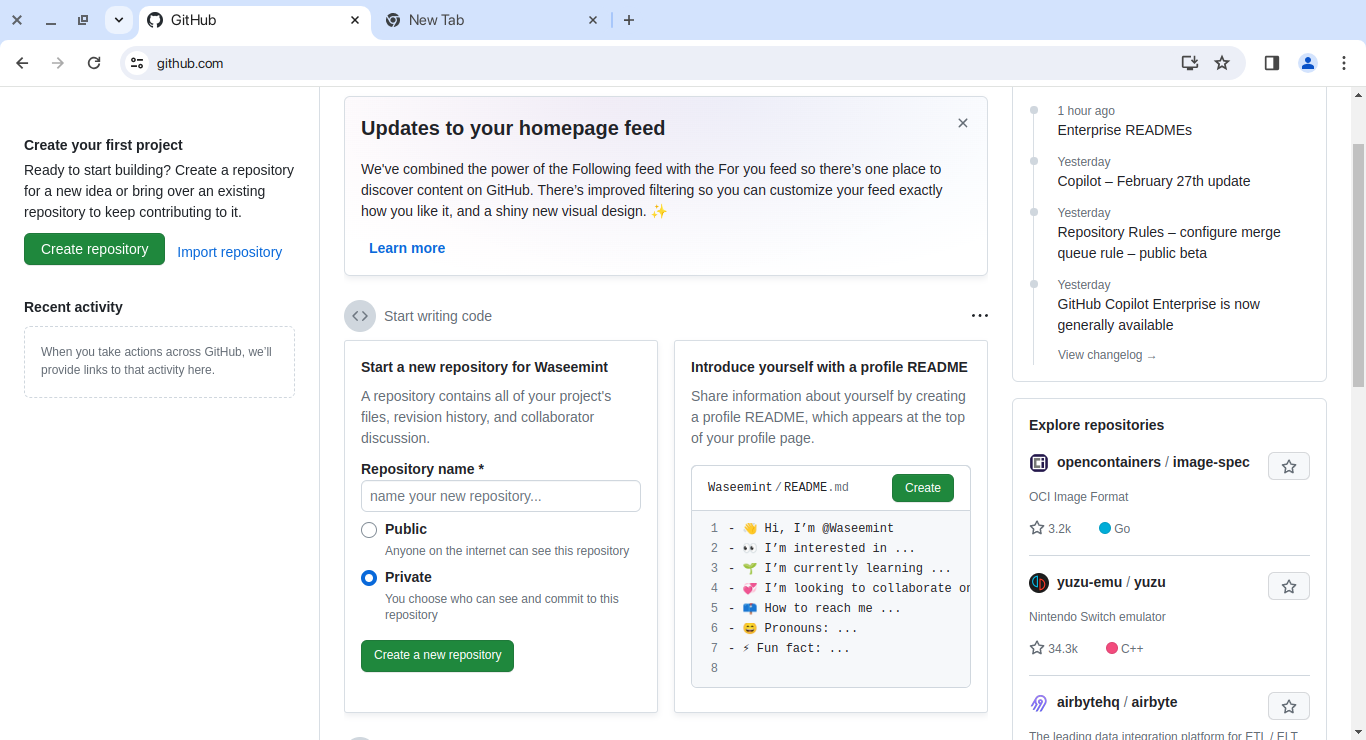 GitHub
New Tab
github.com
Create your first project
Ready to start building? Create a repository
for a new idea or bring over an existing
repository to keep contributing to it.
Create repository
Import repository
Recent activity
When you take actions across GitHub, we'll
provide links to that activity here.
Updates to your homepage feed
We've combined the power of the Following feed with the For you feed so there's one place to
discover content on GitHub. There's improved filtering so you can customize your feed exactly
how you like it, and a shiny new visual design. ✨
Learn more
Start writing code
Start a new repository for Waseemint
A repository contains all of your project's
files, revision history, and collaborator
discussion.
Repository name *
name your new repository...
Public
Anyone on the internet can see this repository
Private
You choose who can see and commit to this
repository
Create a new repository
Introduce yourself with a profile README
Share information about yourself by creating
a profile README, which appears at the top
of your profile page.
Waseemint / README.md
Create
1 - 👋 Hi, I'm @Waseemint
2 - 👀 I'm interested in ...
3 - 🌱 I'm currently learning ...
4 - 💞️ I'm looking to collaborate on
5 - 📫 How to reach me ...
6 - 😄 Pronouns: ...
7 - ⚡ Fun fact: ...
8
1 hour ago
Enterprise READMEs
Yesterday
Copilot – February 27th update
Yesterday
Repository Rules – configure merge
queue rule – public beta
Yesterday
GitHub Copilot Enterprise is now
generally available
View changelog →
Explore repositories
opencontainers / image-spec
OCI Image Format
3.2k
Go
yuzu-emu / yuzu
Nintendo Switch emulator
34.3k
C++
airbytehq / airbyte
The leading data integration platform for ETL / ELT